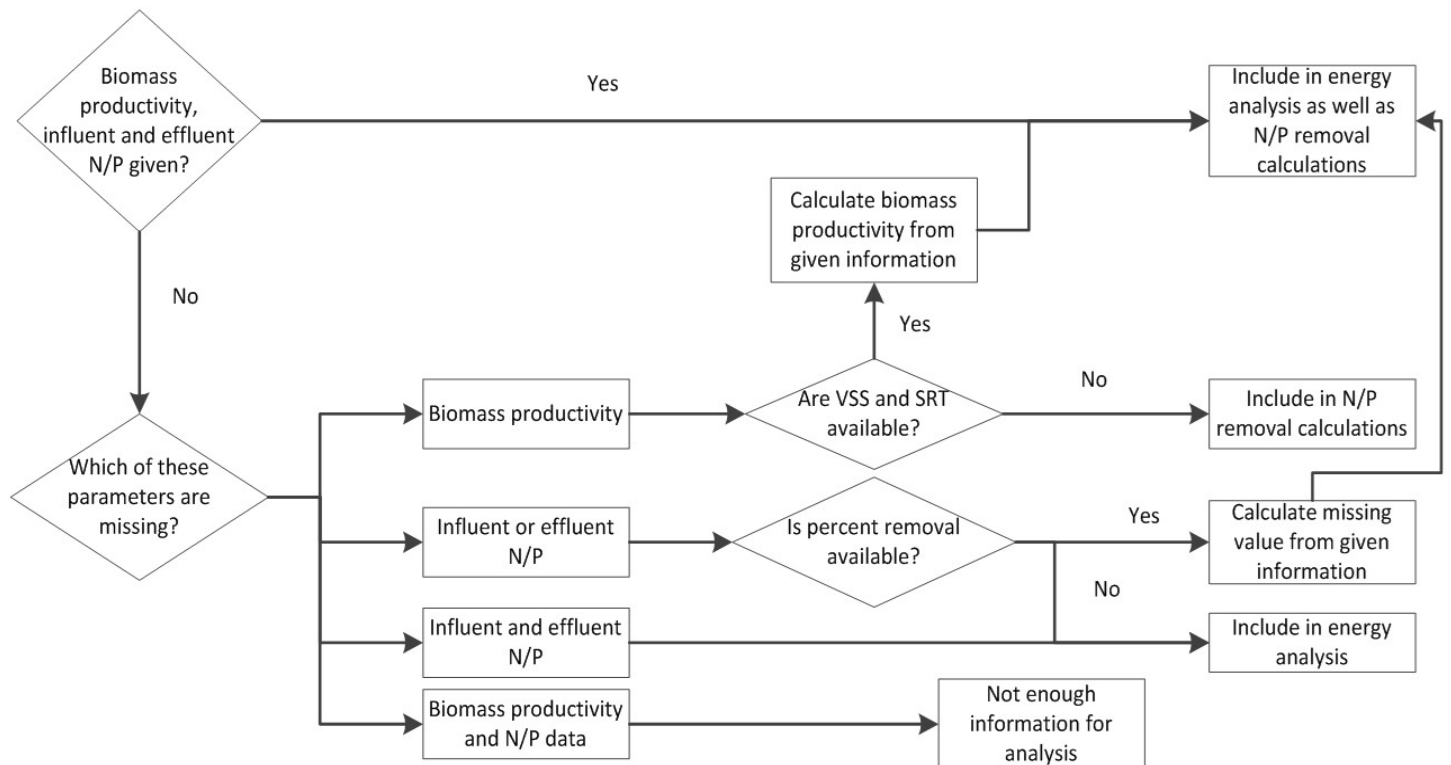 Biomass
productivity,
influent and effluent
N/P given?
Yes
Include in energy
analysis as well as
N/P removal
calculations
Calculate biomass
productivity from
given information
No
Yes
Biomass productivity
Are VSS and SRT
available?
No
Include in N/P
removal calculations
Which of these
parameters are
missing?
Influent or effluent
N/P
Is percent removal
available?
Yes
Calculate missing
value from given
information
No
Influent and effluent
N/P
Include in energy
analysis
Biomass productivity
and N/P data
Not enough
information for
analysis